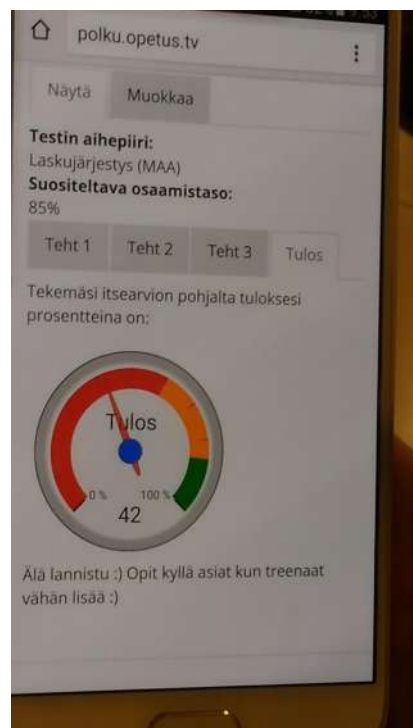 polku.opetus.tv
Näytä
Muokkaa
Testin aihepiiri:
Laskujärjestys (MAA)
Suositeltava osaamistaso:
85%
Teht 1
Teht 2
Teht 3
Tulos
Tekemäsi itsearvion pohjalta tuloksesi
prosentteina on:
Tulos
0 %
100 %
42
Älä lannistu :) Opit kyllä asiat kun treenaat
vähän lisää :)